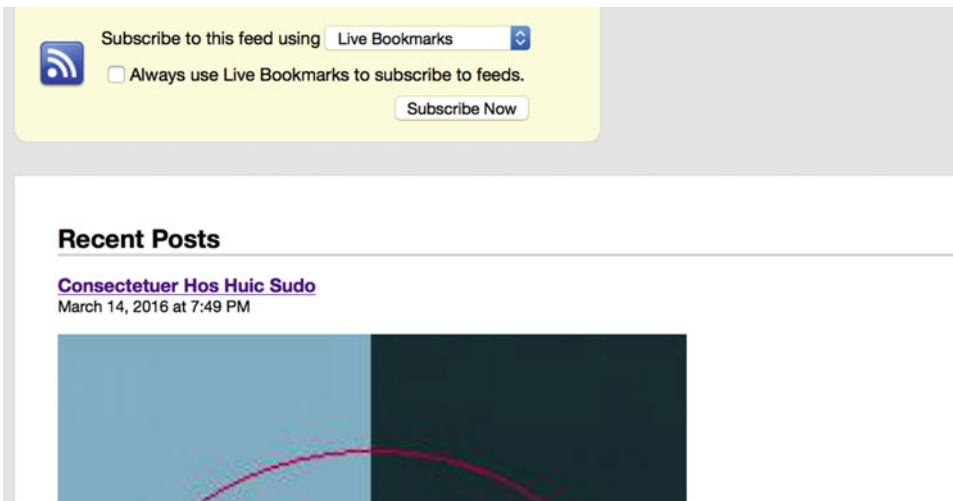 Subscribe to this feed using Live Bookmarks
Always use Live Bookmarks to subscribe to feeds.
Subscribe Now
Recent Posts
Consectetuer Hos Huic Sudo
March 14, 2016 at 7:49 PM